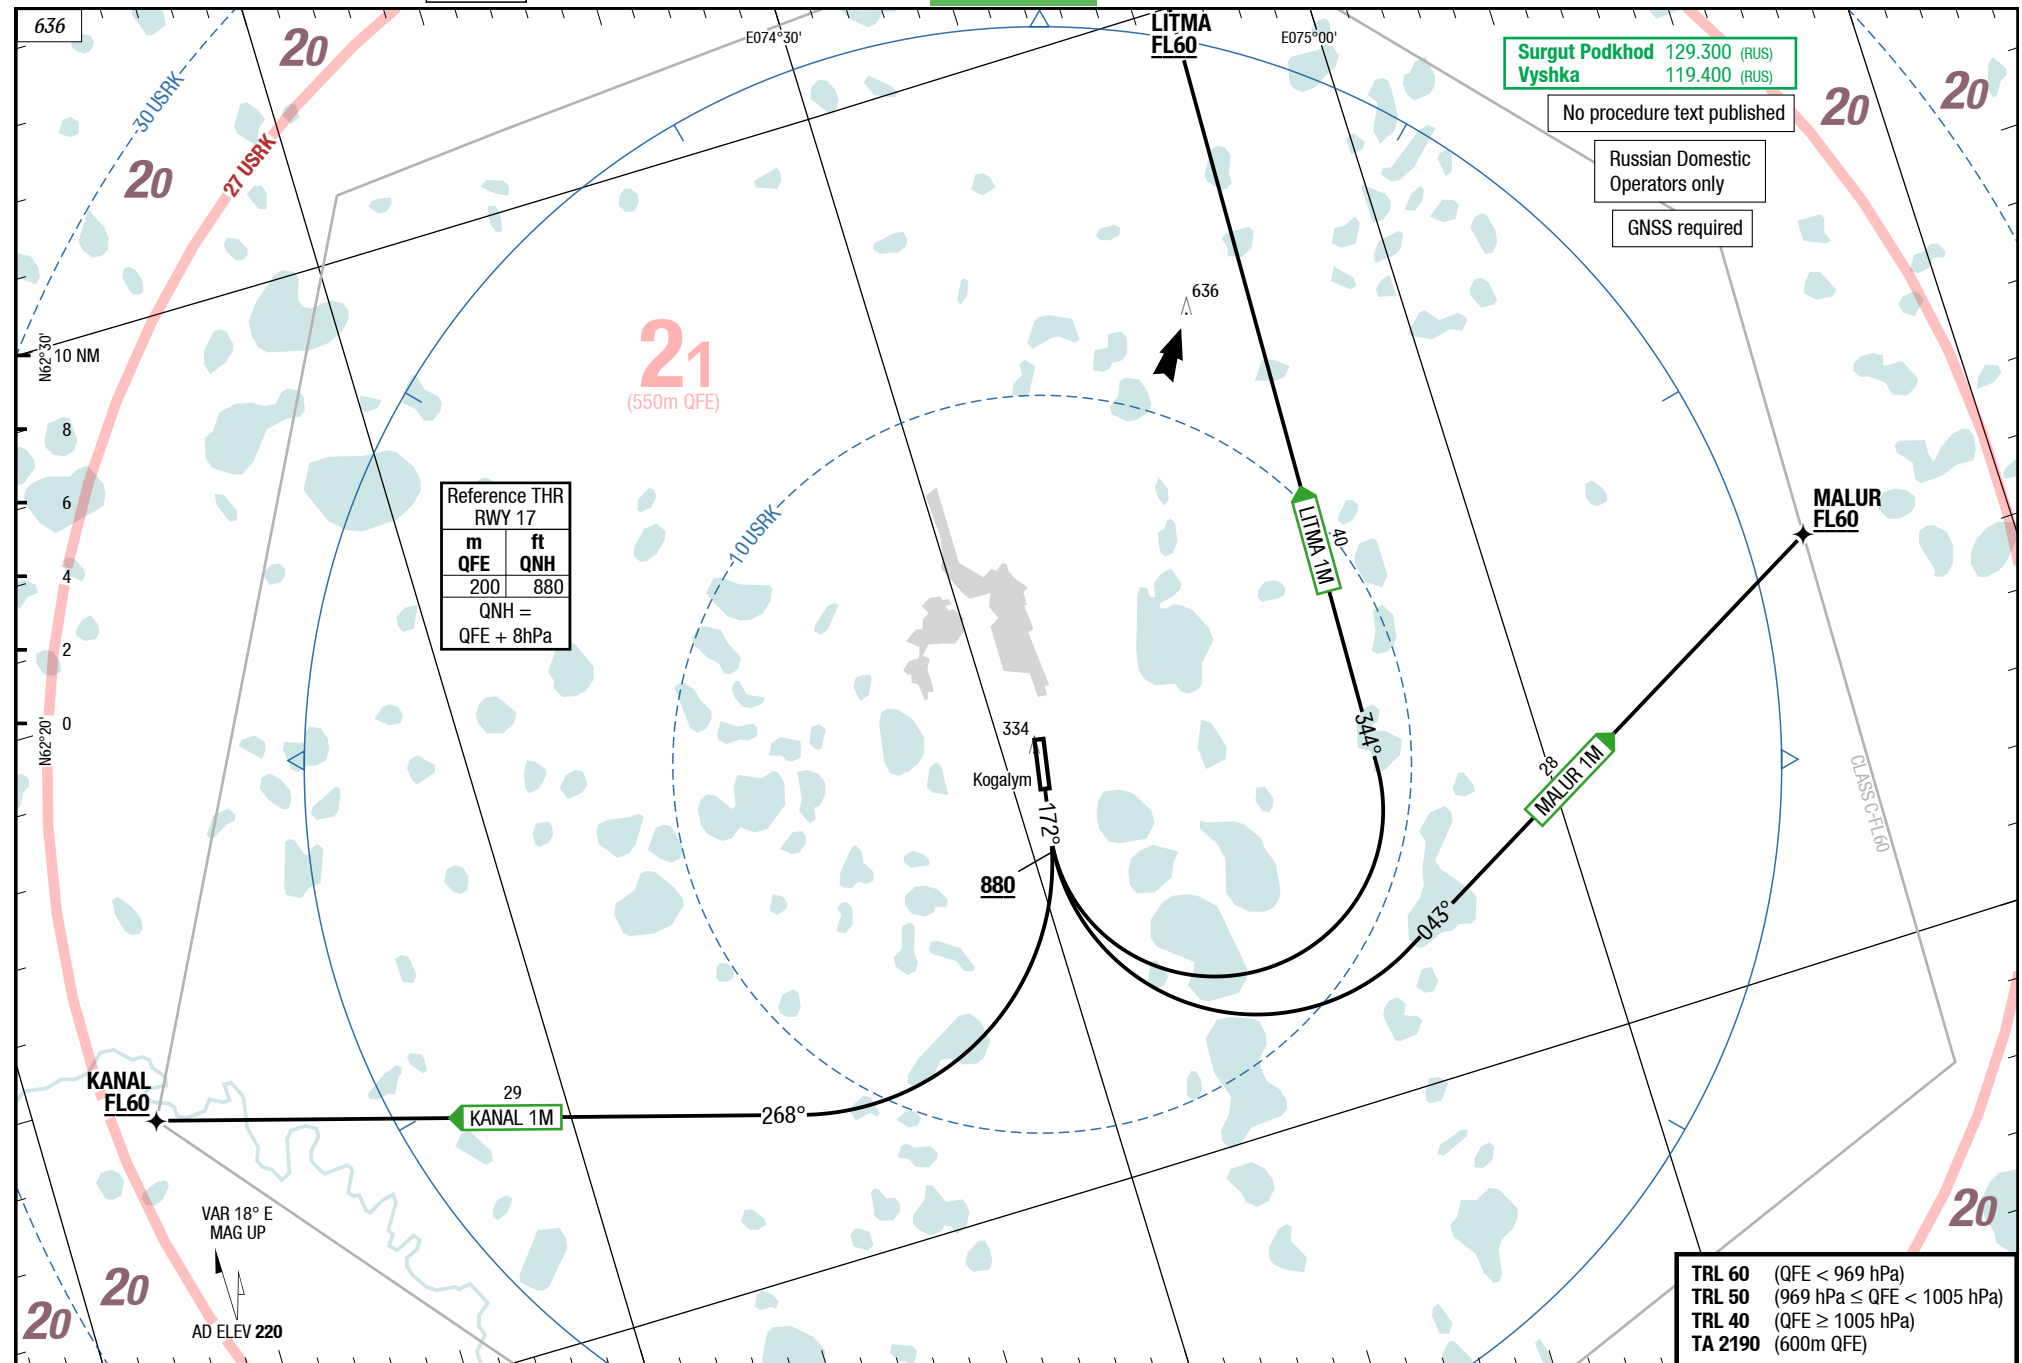 636
20
20
30 USRK
27 USRK
E074°30'
LITMA
FL60
E075°00'
Surgut Podkhod 129.300 (RUS)
Vyshka 119.400 (RUS)
No procedure text published
Russian Domestic
Operators only
GNSS required
20
20
636
N62°30'
10 NM
8
6
4
2
0
N62°20'
21
(550m QFE)
Reference THR
RWY 17
m ft
QFE QNH
200 880
QNH =
QFE + 8hPa
10 USRK
LITMA 1M
40
MALUR
FL60
344°
334
Kogalym
172°
880
28
MALUR 1M
043°
CLASS C-FL60
KANAL
FL60
29
KANAL 1M
268°
VAR 18° E
MAG UP
AD ELEV 220
20
20
20
TRL 60 (QFE < 969 hPa)
TRL 50 (969 hPa ≤ QFE < 1005 hPa)
TRL 40 (QFE ≥ 1005 hPa)
TA 2190 (600m QFE)